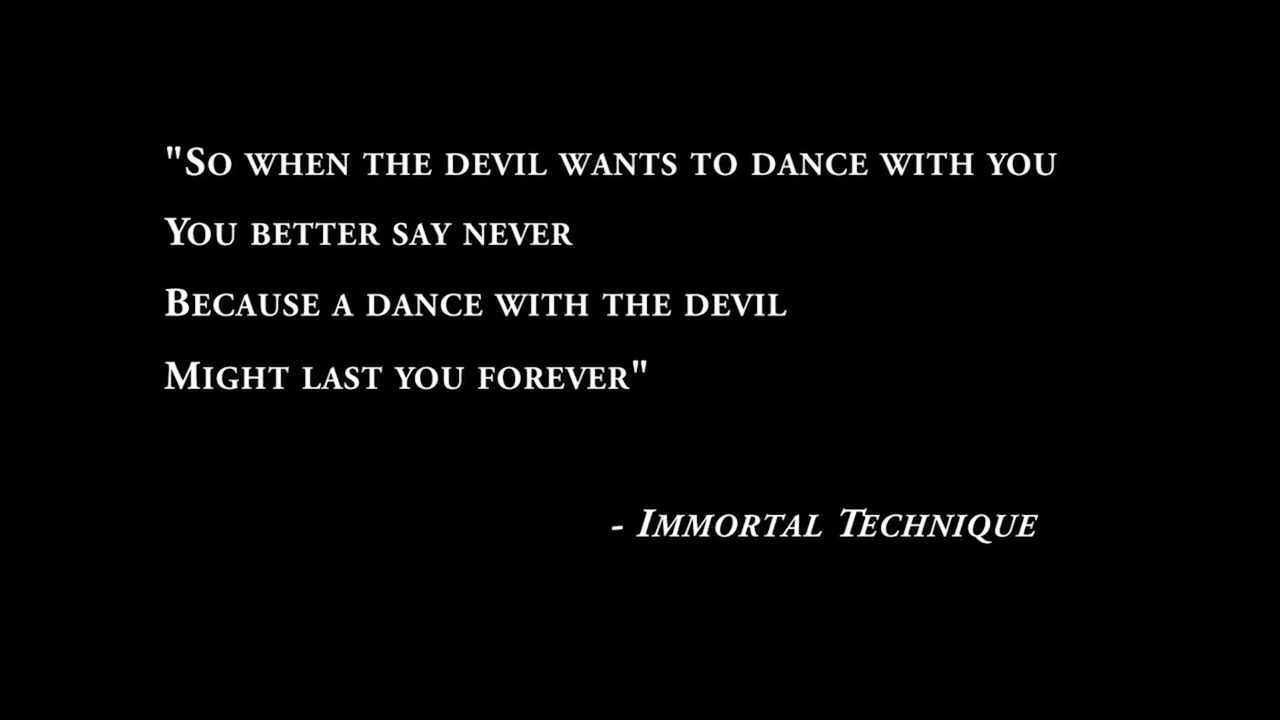 "So when the devil wants to dance with you
You better say never
Because a dance with the devil
Might last you forever"
- Immortal Technique